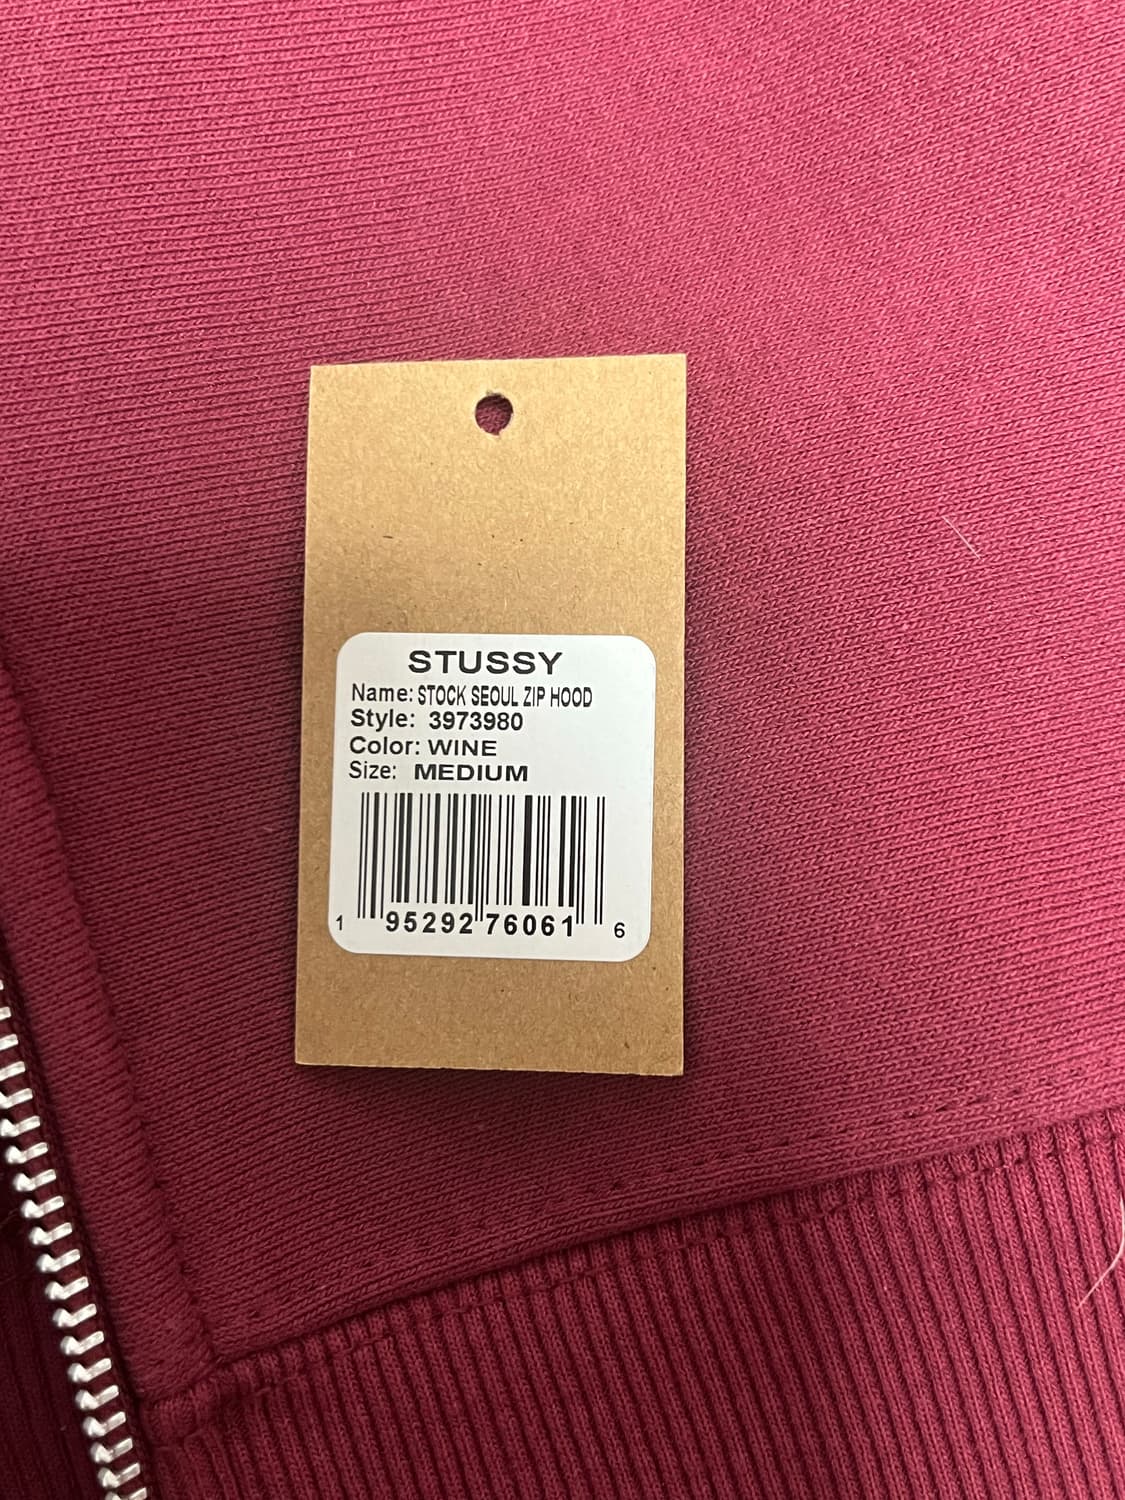 STUSSY
Name: STOCK SEOUL ZIP HOOD
Style: 3973980
Color: WINE
Size: MEDIUM
1 95292 76061 6